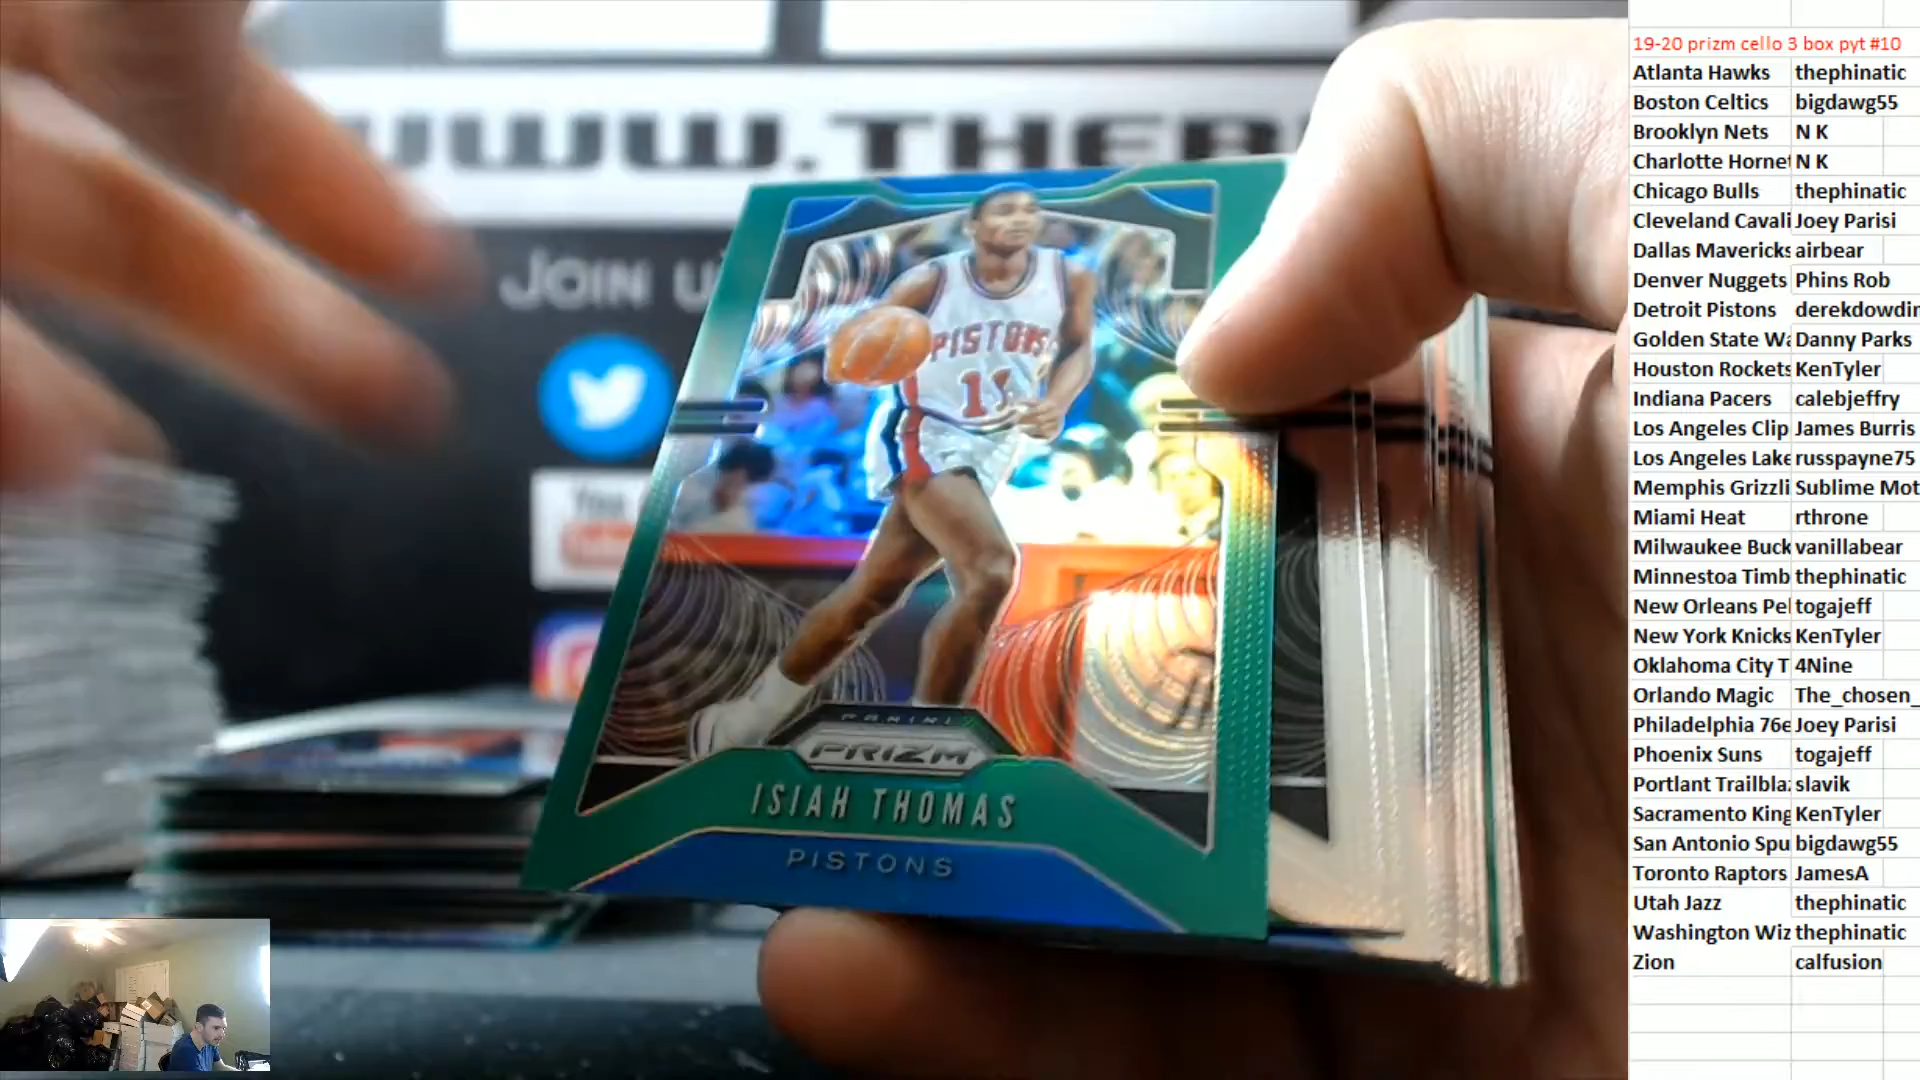 WWW.THEB
JOIN U
You
PISTONS
11
PANINI
PRIZM
ISIAH THOMAS
PISTONS
19-20 prizm cello 3 box pyt #10
Atlanta Hawks thephinatic
Boston Celtics bigdawg55
Brooklyn Nets N K
Charlotte Hornet N K
Chicago Bulls thephinatic
Cleveland Cavali Joey Parisi
Dallas Mavericks airbear
Denver Nuggets Phins Rob
Detroit Pistons derekdowdin
Golden State Wa Danny Parks
Houston Rockets KenTyler
Indiana Pacers calebjeffry
Los Angeles Clip James Burris
Los Angeles Lake russpayne75
Memphis Grizzli Sublime Mot
Miami Heat rthrone
Milwaukee Buck vanillabear
Minnestoa Timb thephinatic
New Orleans Pel togajeff
New York Knicks KenTyler
Oklahoma City T 4Nine
Orlando Magic The_chosen_
Philadelphia 76e Joey Parisi
Phoenix Suns togajeff
Portlant Trailbla: slavik
Sacramento King KenTyler
San Antonio Spu bigdawg55
Toronto Raptors JamesA
Utah Jazz thephinatic
Washington Wiz thephinatic
Zion calfusion